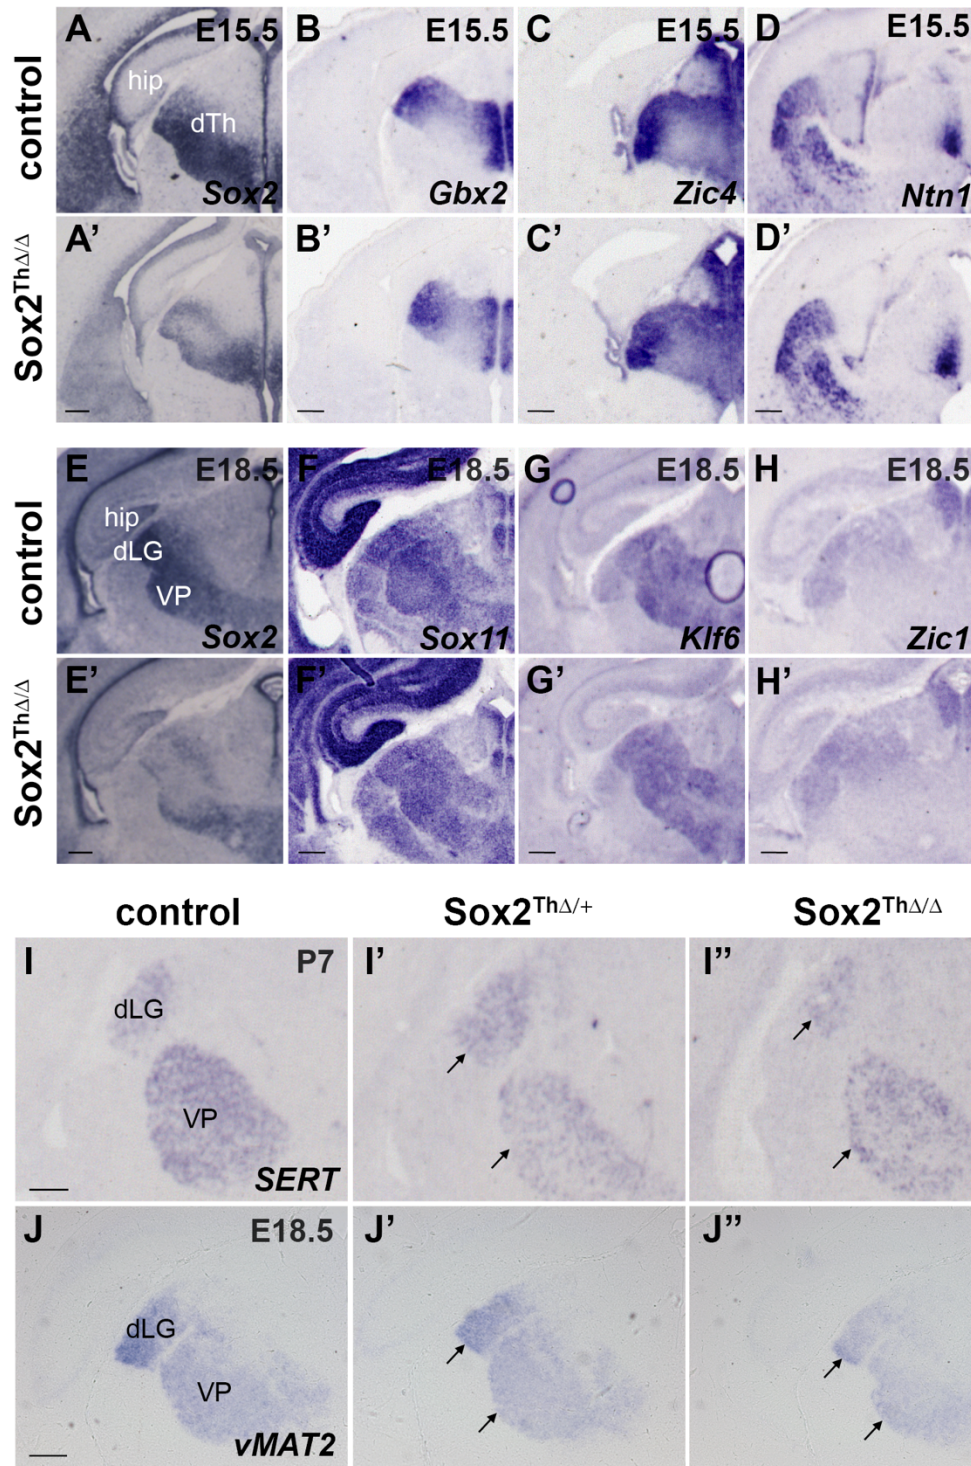 A E15.5 B E15.5 C E15.5 D E15.5
control
hip
dTh
Sox2 Gbx2 Zic4 Ntn1
A' B' C' D'
Sox2ThΔ/Δ
E E18.5 F E18.5 G E18.5 H E18.5
control
hip
dLG
VP
Sox2 Sox11 Klf6 Zic1
E' F' G' H'
Sox2ThΔ/Δ
control Sox2ThΔ/+ Sox2ThΔ/Δ
I P7 I' I"
dLG
VP
SERT
J E18.5 J' J"
dLG
VP
vMAT2